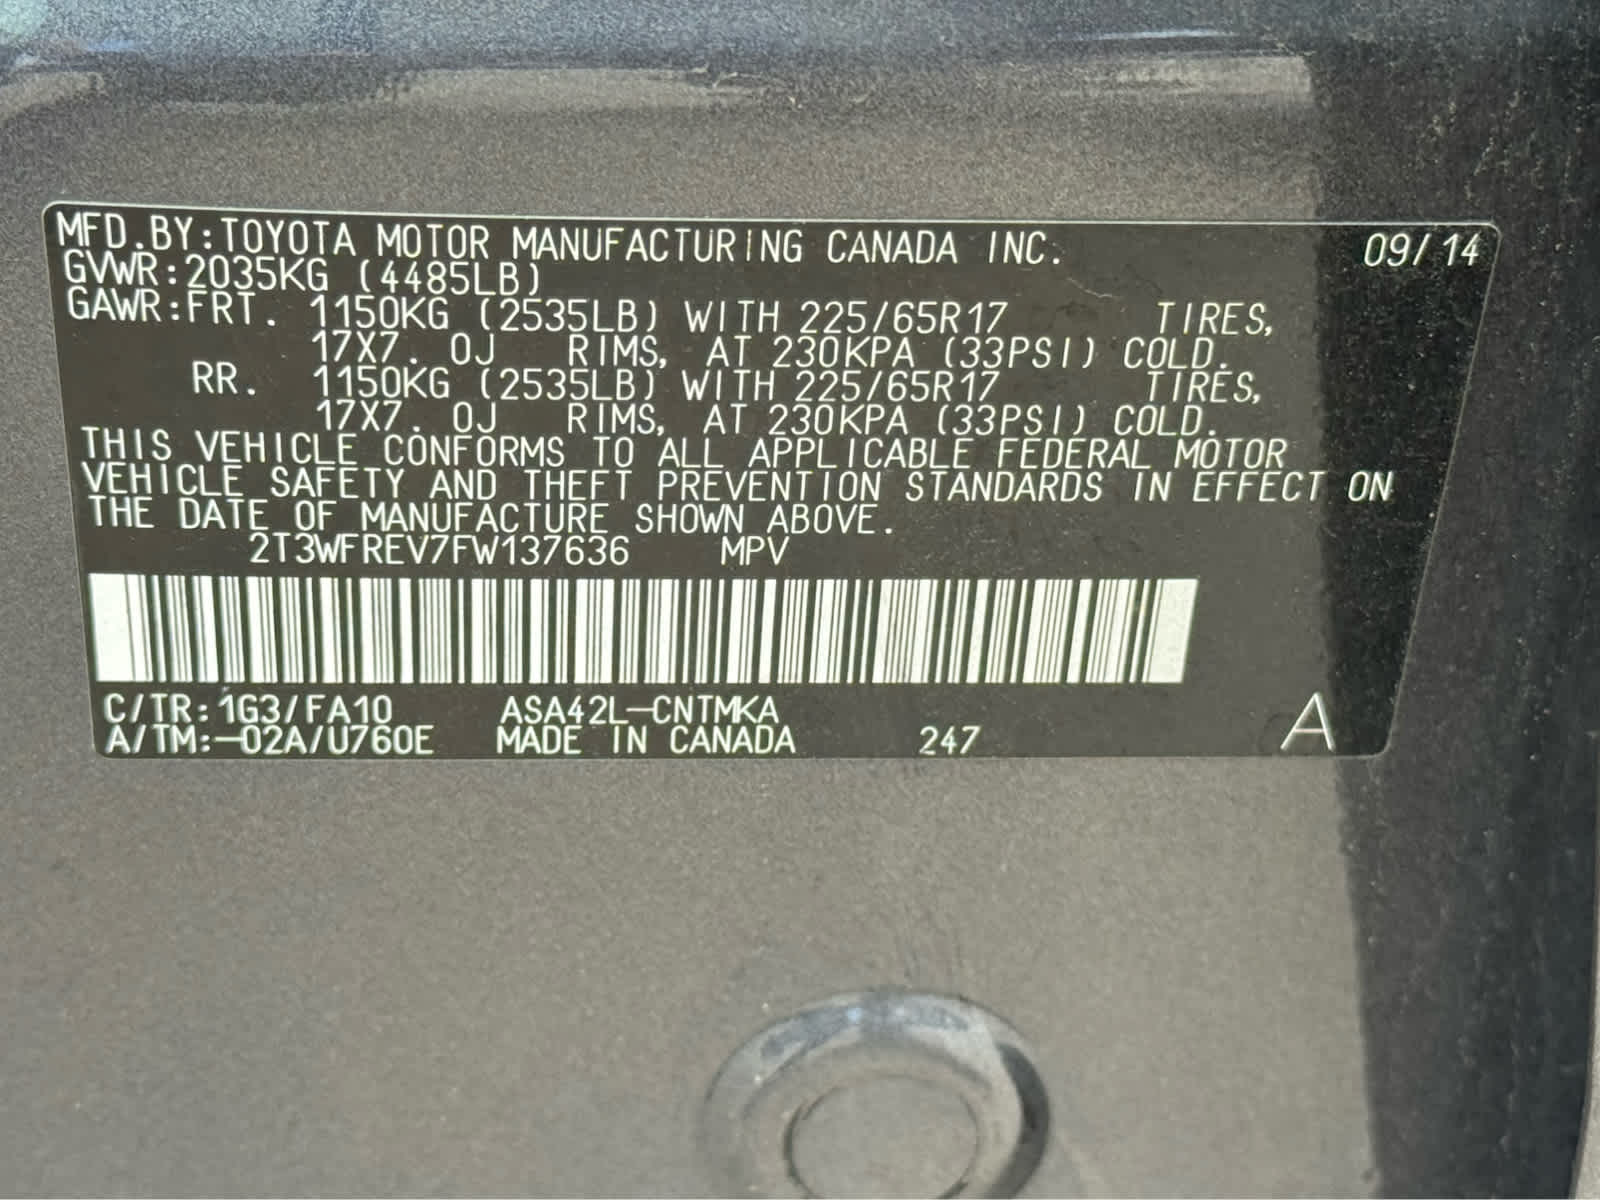 MFD.BY:TOYOTA MOTOR MANUFACTURING CANADA INC. 09/14
GVWR:2035KG (4485LB)
GAWR:FRT. 1150KG (2535LB) WITH 225/65R17 TIRES,
17X7.0J RIMS, AT 230KPA (33PSI) COLD.
RR. 1150KG (2535LB) WITH 225/65R17 TIRES,
17X7.0J RIMS, AT 230KPA (33PSI) COLD.
THIS VEHICLE CONFORMS TO ALL APPLICABLE FEDERAL MOTOR
VEHICLE SAFETY AND THEFT PREVENTION STANDARDS IN EFFECT ON
THE DATE OF MANUFACTURE SHOWN ABOVE.
2T3WFREV7FW137636 MPV
C/TR:1G3/FA10 ASA42L-CNTMKA A
A/TM:-02A/U760E MADE IN CANADA 247